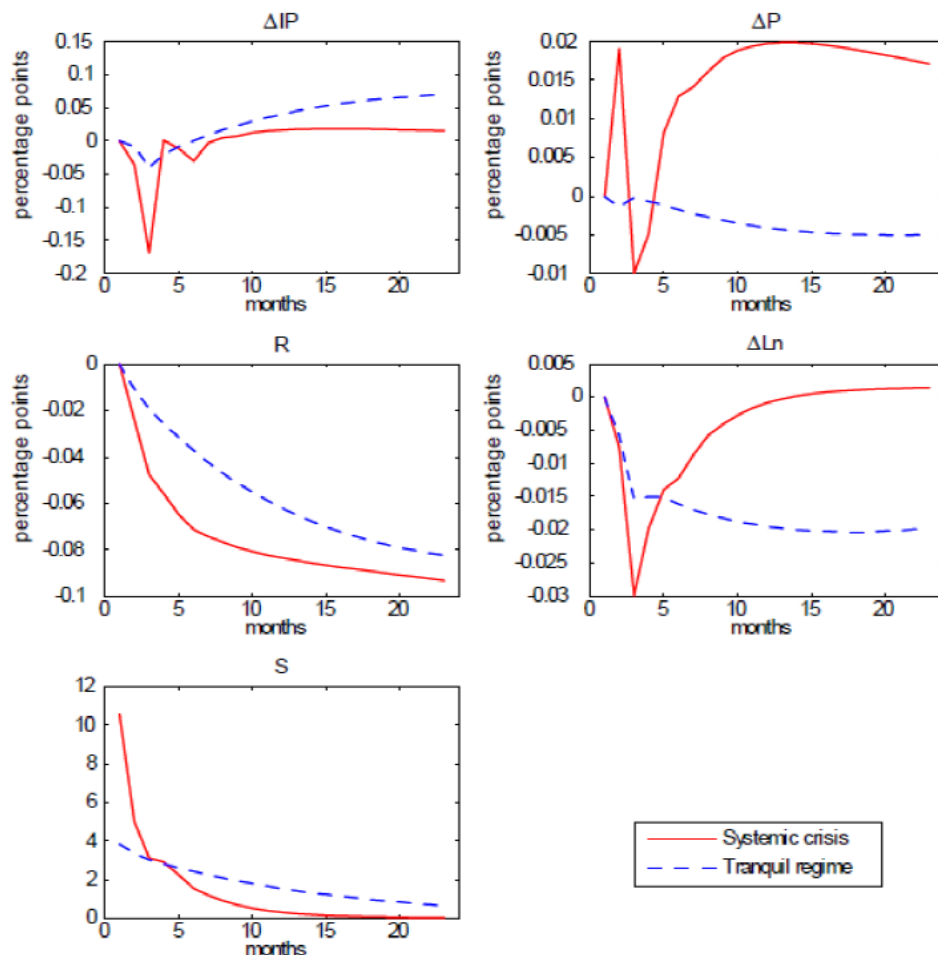 ΔIP
0.15
0.1
0.05
0
-0.05
-0.1
-0.15
-0.2
percentage points
0 5 10 15 20
months
ΔP
0.02
0.015
0.01
0.005
0
-0.005
-0.01
percentage points
0 5 10 15 20
months
R
0
-0.02
-0.04
-0.06
-0.08
-0.1
percentage points
0 5 10 15 20
months
ΔLn
0.005
0
-0.005
-0.01
-0.015
-0.02
-0.025
-0.03
percentage points
0 5 10 15 20
months
S
12
10
8
6
4
2
0
0 5 10 15 20
months
Systemic crisis
Tranquil regime